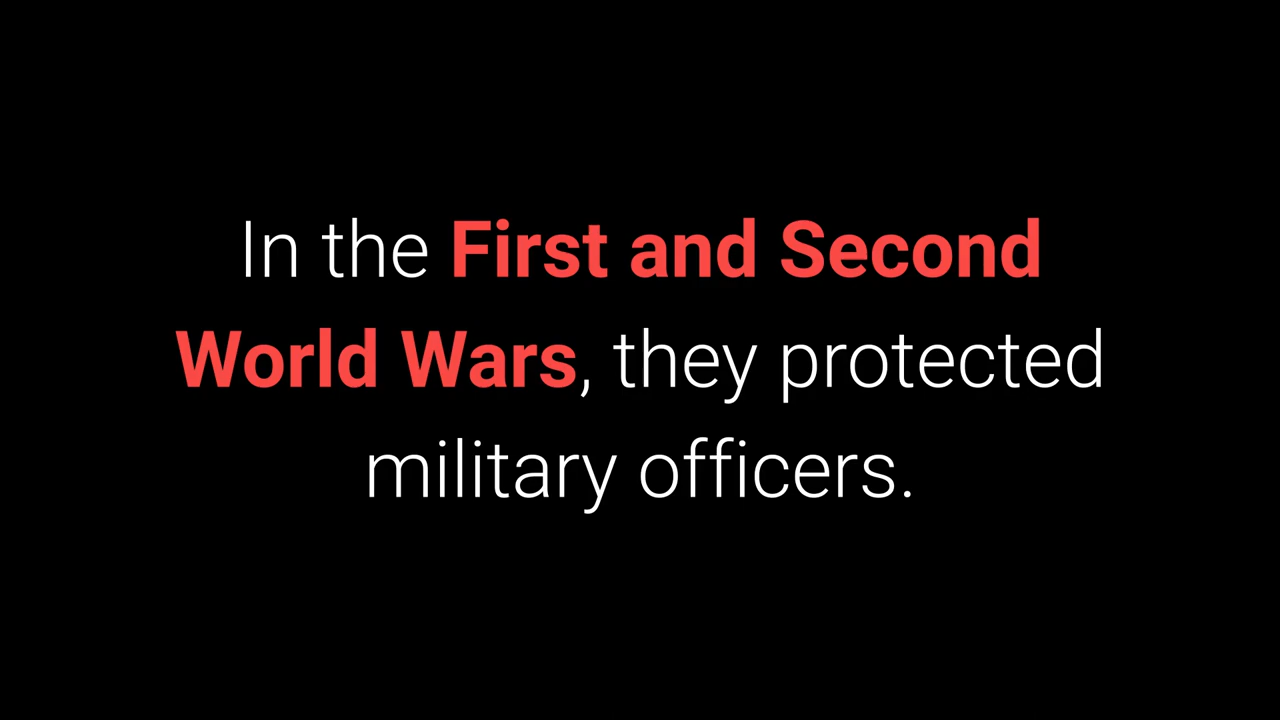 In the First and Second
World Wars, they protected
military officers.